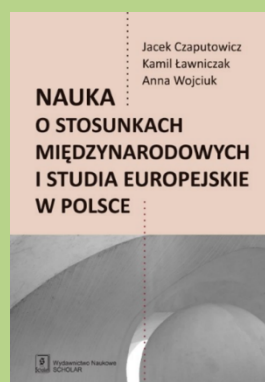 Jacek Czaputowicz
Kamil Ławniczak
Anna Wojciuk
NAUKA
O STOSUNKACH
MIĘDZYNARODOWYCH
I STUDIA EUROPEJSKIE
W POLSCE
Wydawnictwo Naukowe
SCHOLAR